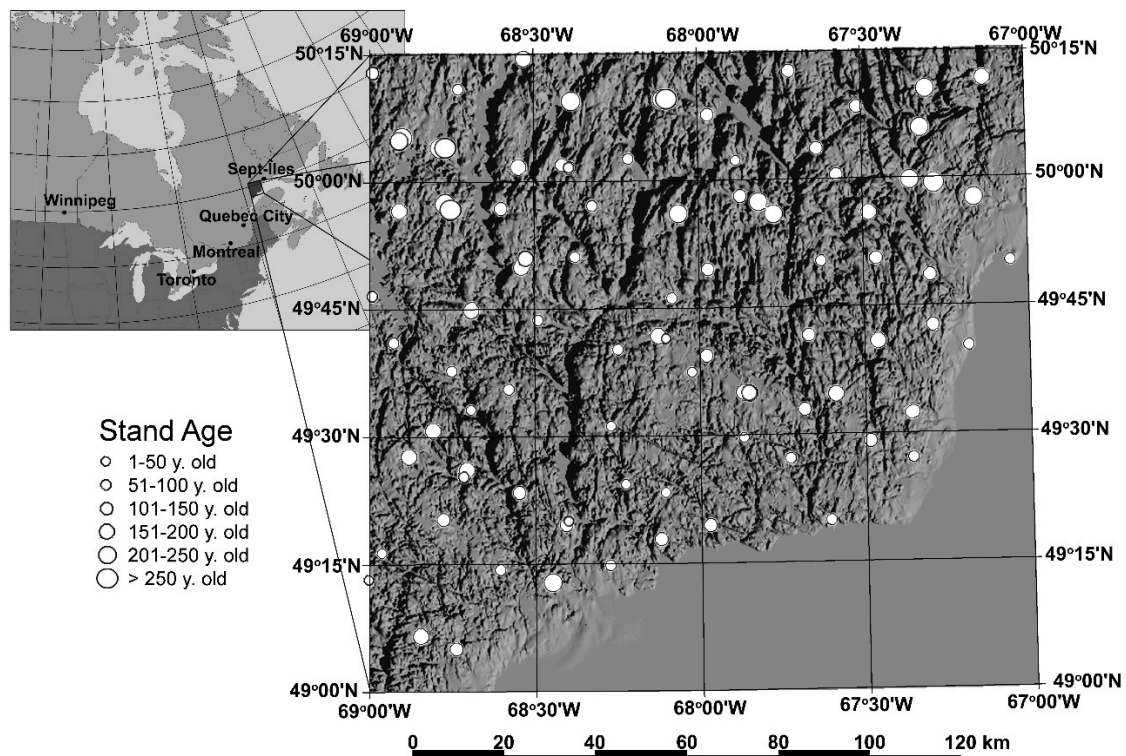 69°00'W 68°30'W 68°00'W 67°30'W 67°00'W
50°15'N 50°15'N
Sept-Iles
50°00'N 50°00'N
Winnipeg
Quebec City
Montreal
Toronto
49°45'N 49°45'N
Stand Age
1-50 y. old
51-100 y. old
101-150 y. old
151-200 y. old
201-250 y. old
> 250 y. old
49°30'N 49°30'N
49°15'N 49°15'N
49°00'N 49°00'N
69°00'W 68°30'W 68°00'W 67°30'W 67°00'W
0 20 40 60 80 100 120 km